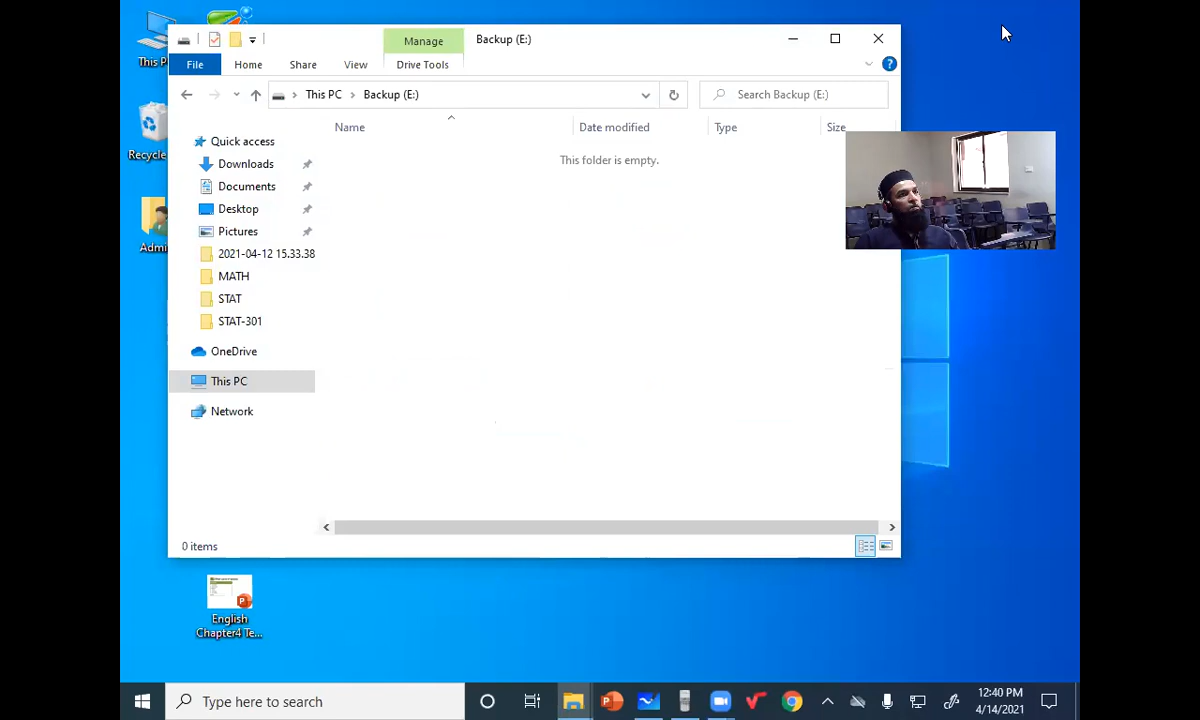 This P
Recycle
Admi
Manage
Backup (E:)
File
Home
Share
View
Drive Tools
This PC
Backup (E:)
Search Backup (E:)
Name
Date modified
Type
Size
This folder is empty.
Quick access
Downloads
Documents
Desktop
Pictures
2021-04-12 15.33.38
MATH
STAT
STAT-301
OneDrive
This PC
Network
0 items
English
Chapter4 Te...
Type here to search
12:40 PM
4/14/2021